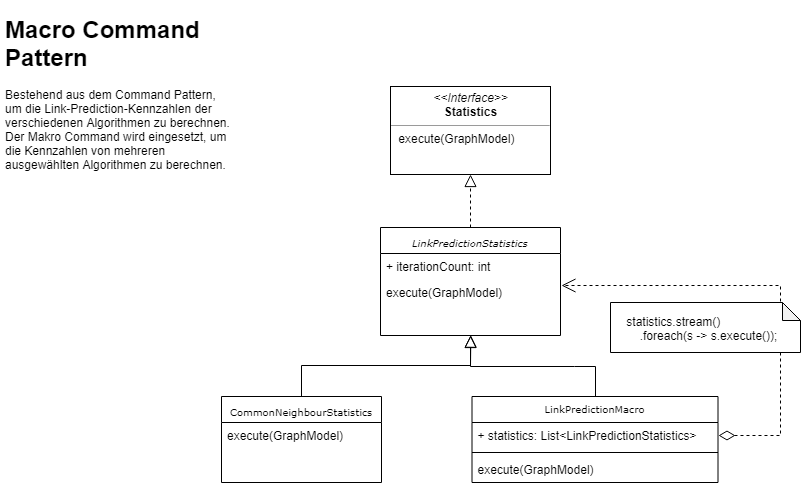 Macro Command
Pattern
Bestehend aus dem Command Pattern,
um die Link-Prediction-Kennzahlen der
verschiedenen Algorithmen zu berechnen.
Der Makro Command wird eingesetzt, um
die Kennzahlen von mehreren
ausgewählten Algorithmen zu berechnen.
<<Interface>>
Statistics
execute(GraphModel)
LinkPredictionStatistics
+ iterationCount: int
execute(GraphModel)
statistics.stream()
.foreach(s -> s.execute());
CommonNeighbourStatistics
execute(GraphModel)
LinkPredictionMacro
+ statistics: List<LinkPredictionStatistics>
execute(GraphModel)